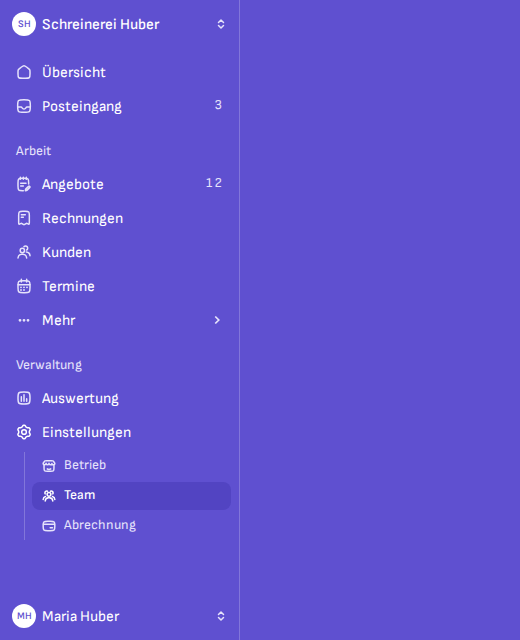 SH Schreinerei Huber
Übersicht
Posteingang 3
Arbeit
Angebote 12
Rechnungen
Kunden
Termine
Mehr
Verwaltung
Auswertung
Einstellungen
Betrieb
Team
Abrechnung
MH Maria Huber